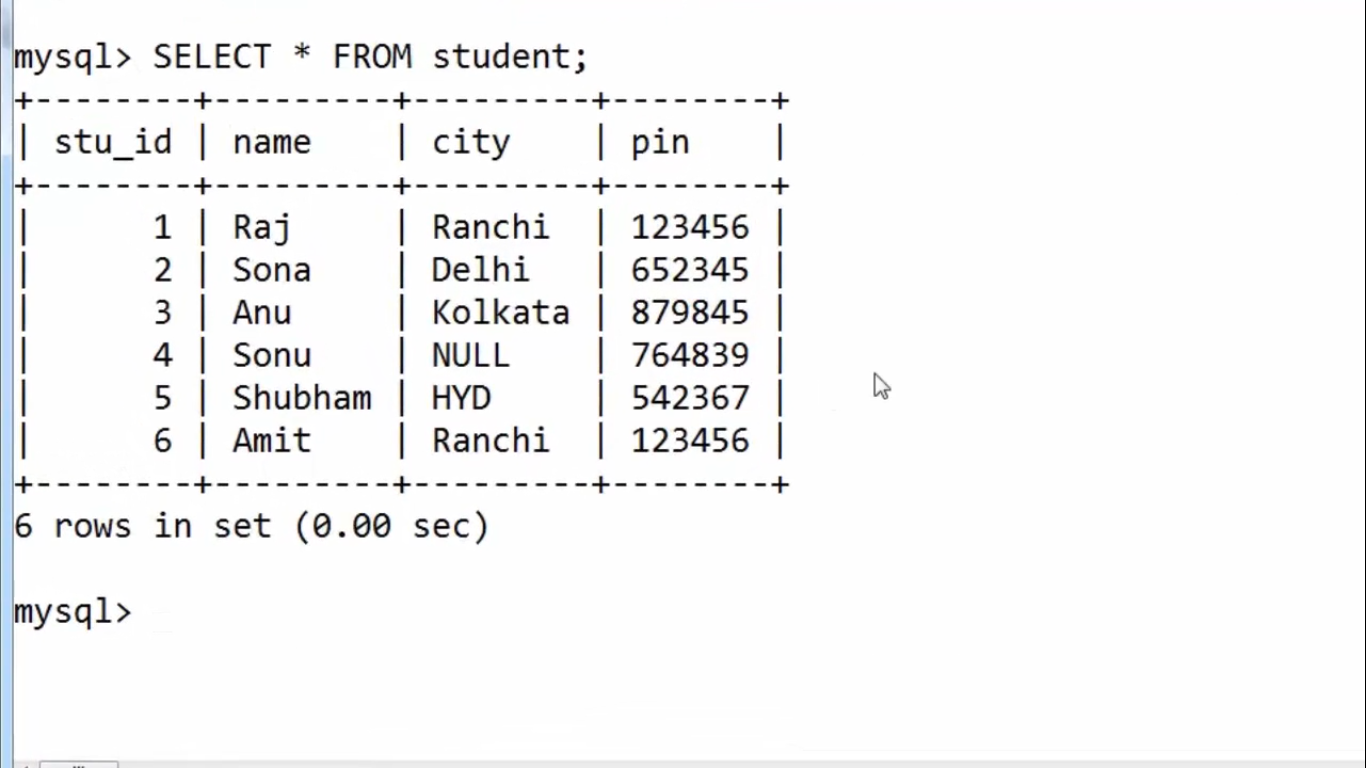 mysql> SELECT * FROM student;
+--------+---------+---------+--------+
| stu_id | name    | city    | pin    |
+--------+---------+---------+--------+
|      1 | Raj     | Ranchi  | 123456 |
|      2 | Sona    | Delhi   | 652345 |
|      3 | Anu     | Kolkata | 879845 |
|      4 | Sonu    | NULL    | 764839 |
|      5 | Shubham | HYD     | 542367 |
|      6 | Amit    | Ranchi  | 123456 |
+--------+---------+---------+--------+
6 rows in set (0.00 sec)
mysql>